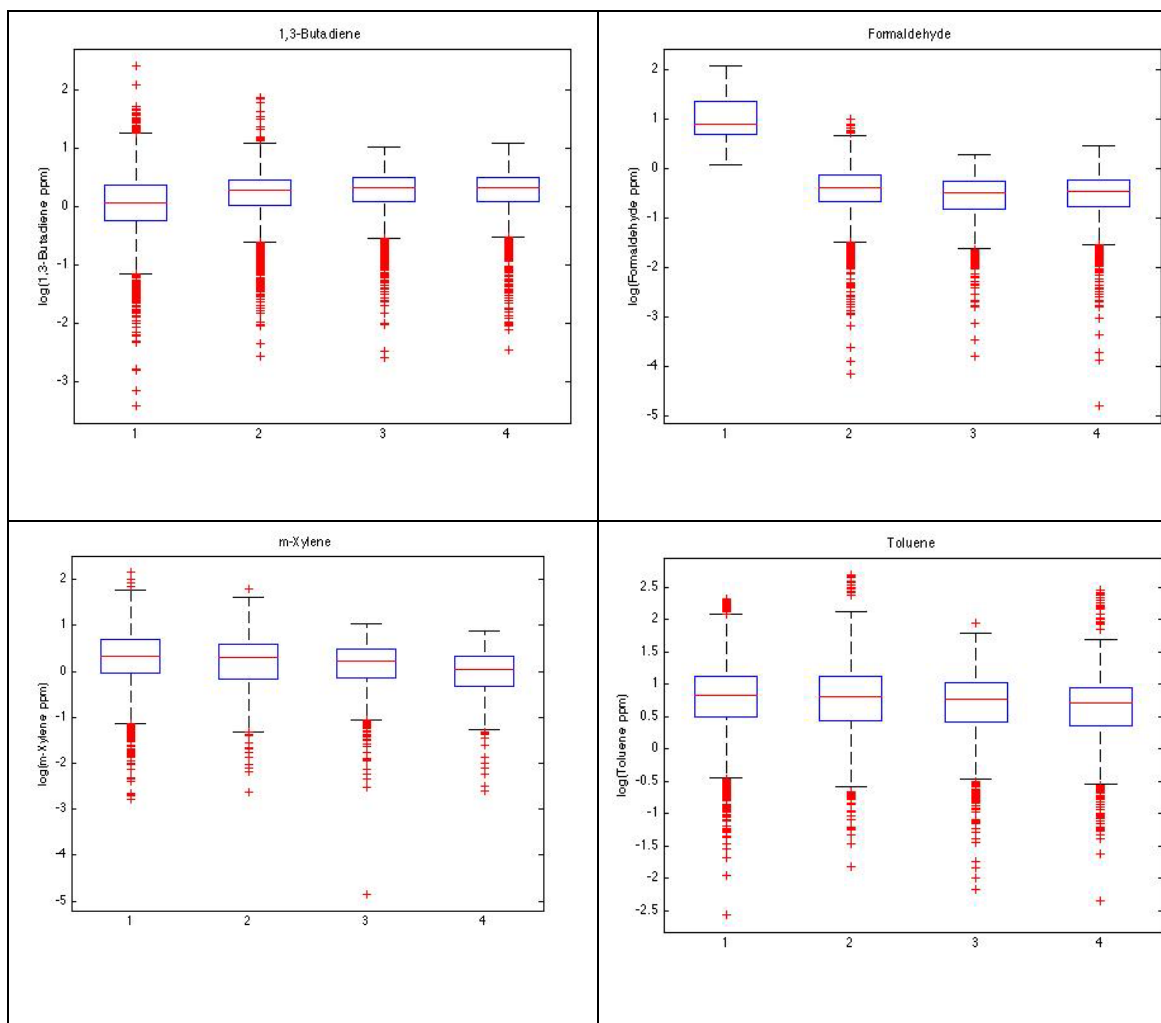 1,3-Butadiene
log(1,3-Butadiene ppm)
2
1
0
-1
-2
-3
1 2 3 4
Formaldehyde
log(Formaldehyde ppm)
2
1
0
-1
-2
-3
-4
-5
1 2 3 4
m-Xylene
log(m-Xylene ppm)
2
1
0
-1
-2
-3
-4
-5
1 2 3 4
Toluene
log(Toluene ppm)
2.5
2
1.5
1
0.5
0
-0.5
-1
-1.5
-2
-2.5
1 2 3 4